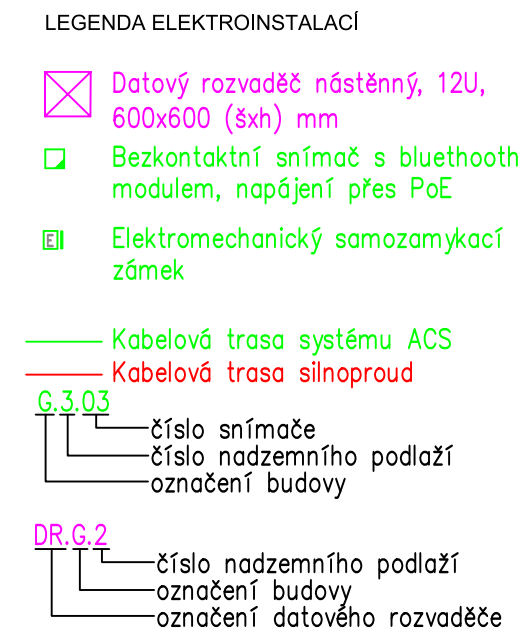 LEGENDA ELEKTROINSTALACÍ
Datový rozvaděč nástěnný, 12U,
600x600 (šxh) mm
Bezkontaktní snímač s bluethooth
modulem, napájení přes PoE
E
Elektromechanický samozamykací
zámek
Kabelová trasa systému ACS
Kabelová trasa silnoproud
G.3.03
číslo snímače
číslo nadzemního podlaží
označení budovy
DR.G.2
číslo nadzemního podlaží
označení budovy
označení datového rozvaděče